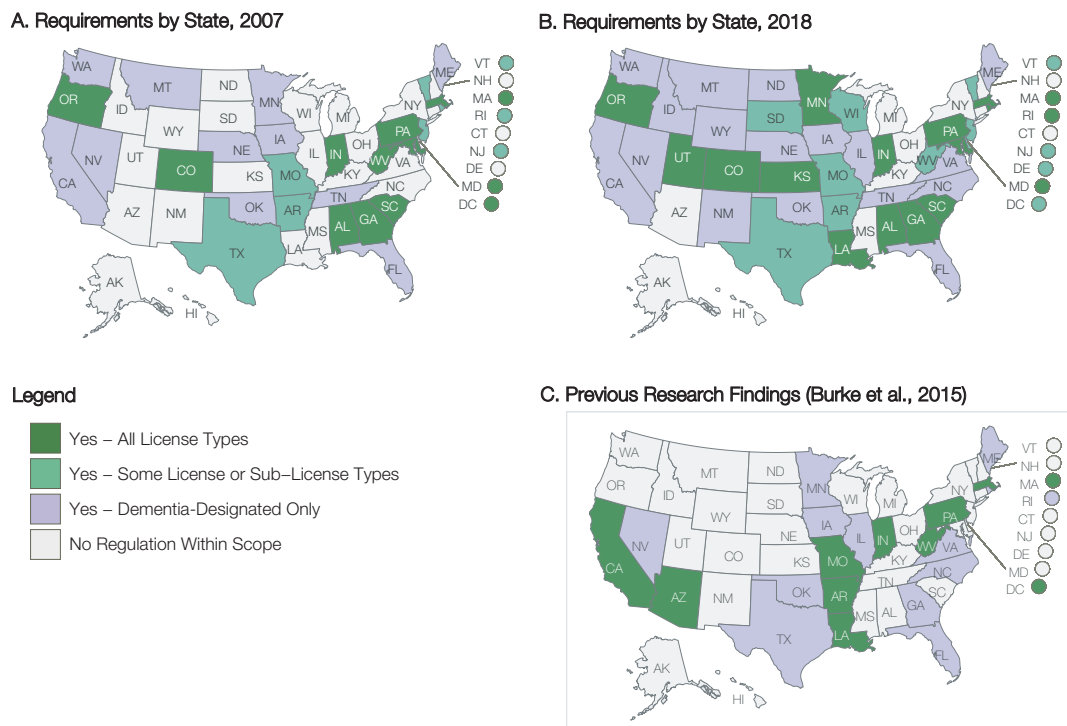 A. Requirements by State, 2007
WA
OR
CA
NV
ID
MT
WY
UT
AZ
CO
NM
ND
SD
NE
KS
OK
TX
MN
IA
MO
AR
LA
WI
IL
MI
IN
OH
KY
TN
MS
AL
GA
SC
NC
VA
WV
PA
NY
ME
FL
AK
HI
VT
NH
MA
RI
CT
NJ
DE
MD
DC
B. Requirements by State, 2018
WA
OR
CA
NV
ID
MT
WY
UT
AZ
CO
NM
ND
SD
NE
KS
OK
TX
MN
IA
MO
AR
LA
WI
IL
MI
IN
OH
KY
TN
MS
AL
GA
SC
NC
VA
WV
PA
NY
ME
FL
AK
HI
VT
NH
MA
RI
CT
NJ
DE
MD
DC
Legend
Yes – All License Types
Yes – Some License or Sub–License Types
Yes – Dementia–Designated Only
No Regulation Within Scope
C. Previous Research Findings (Burke et al., 2015)
WA
OR
CA
NV
ID
MT
WY
UT
AZ
CO
NM
ND
SD
NE
KS
OK
TX
MN
IA
MO
AR
LA
WI
IL
MI
IN
OH
KY
TN
MS
AL
GA
SC
NC
VA
WV
PA
NY
ME
FL
AK
HI
VT
NH
MA
RI
CT
NJ
DE
MD
DC